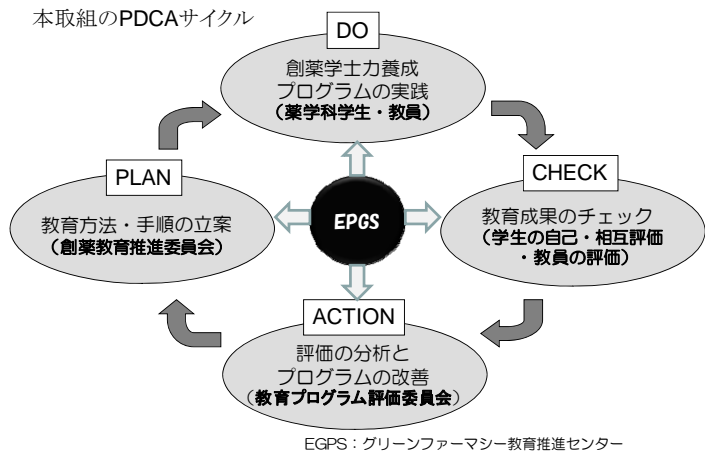 本取組のPDCAサイクル
DO
創薬学士力養成
プログラムの実践
(薬学科学生・教員)
PLAN
教育方法・手順の立案
(創薬教育推進委員会)
EPGS
CHECK
教育成果のチェック
(学生の自己・相互評価
・教員の評価)
ACTION
評価の分析と
プログラムの改善
(教育プログラム評価委員会)
EGPS:グリーンファーマシー教育推進センター